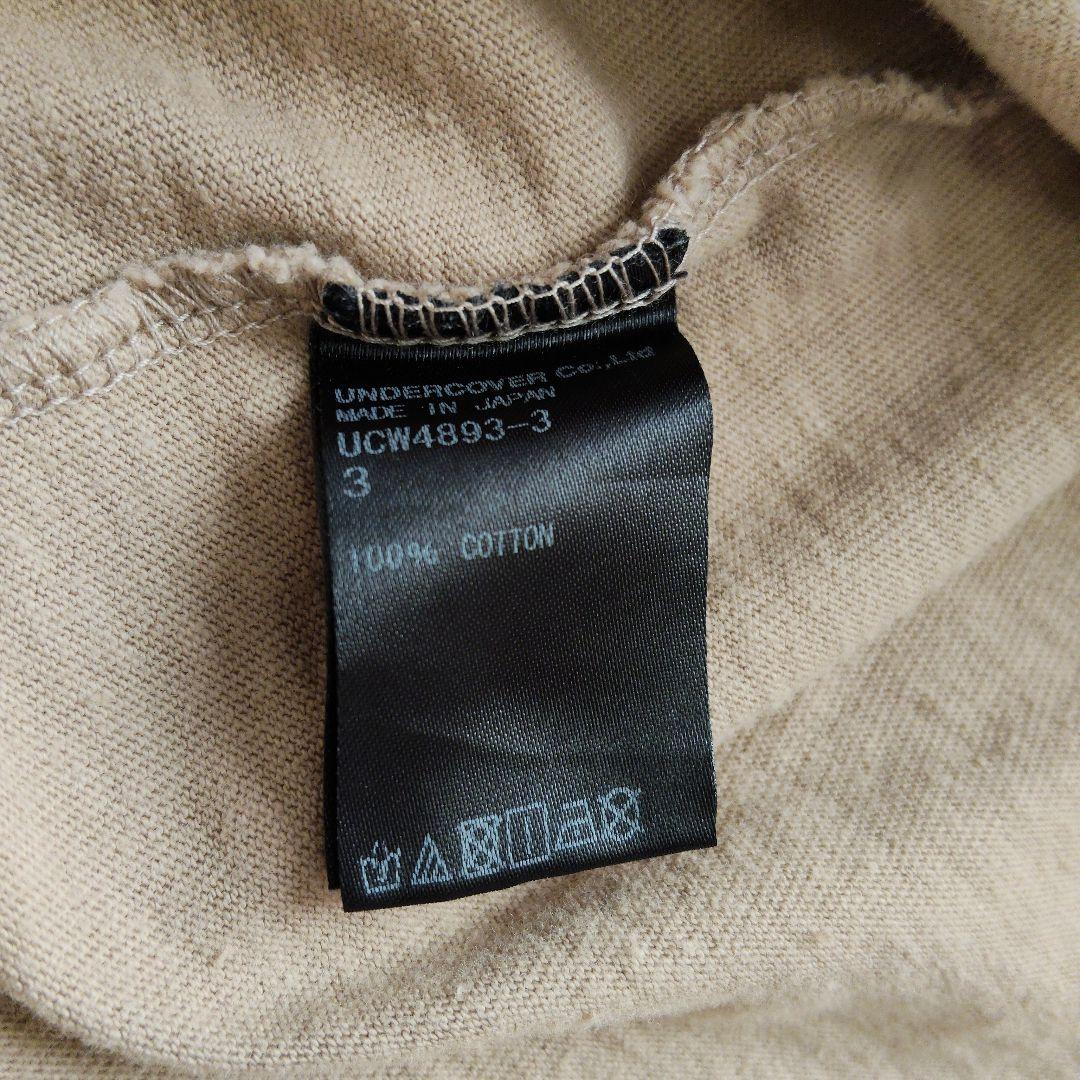 UNDERCOVER Co.,Ltd
MADE IN JAPAN
UCW4893-3
3
100% COTTON